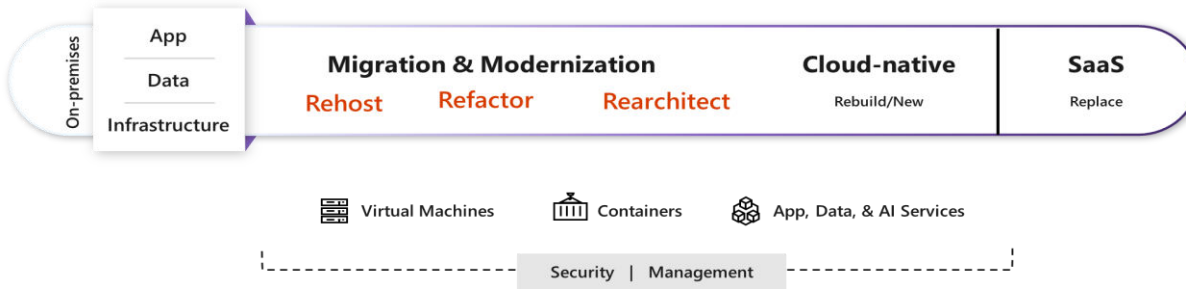 On-premises
App
Data
Infrastructure
Migration & Modernization
Rehost
Refactor
Rearchitect
Cloud-native
Rebuild/New
SaaS
Replace
Virtual Machines
Containers
App, Data, & AI Services
Security | Management